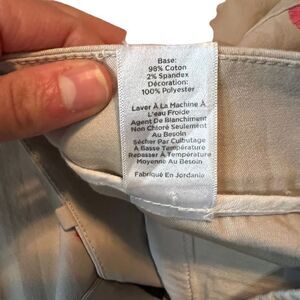 Base:
98% Coton
2% Spandex
Décoration:
100% Polyester
Laver À La Machine À
L'eau Froide
Agent De Blanchiment
Non Chloré Seulement
Au Besoin
Sécher Par Culbutage
À Basse Température
Repasser À Température
Moyenne Au Besoin
Fabriqué En Jordanie